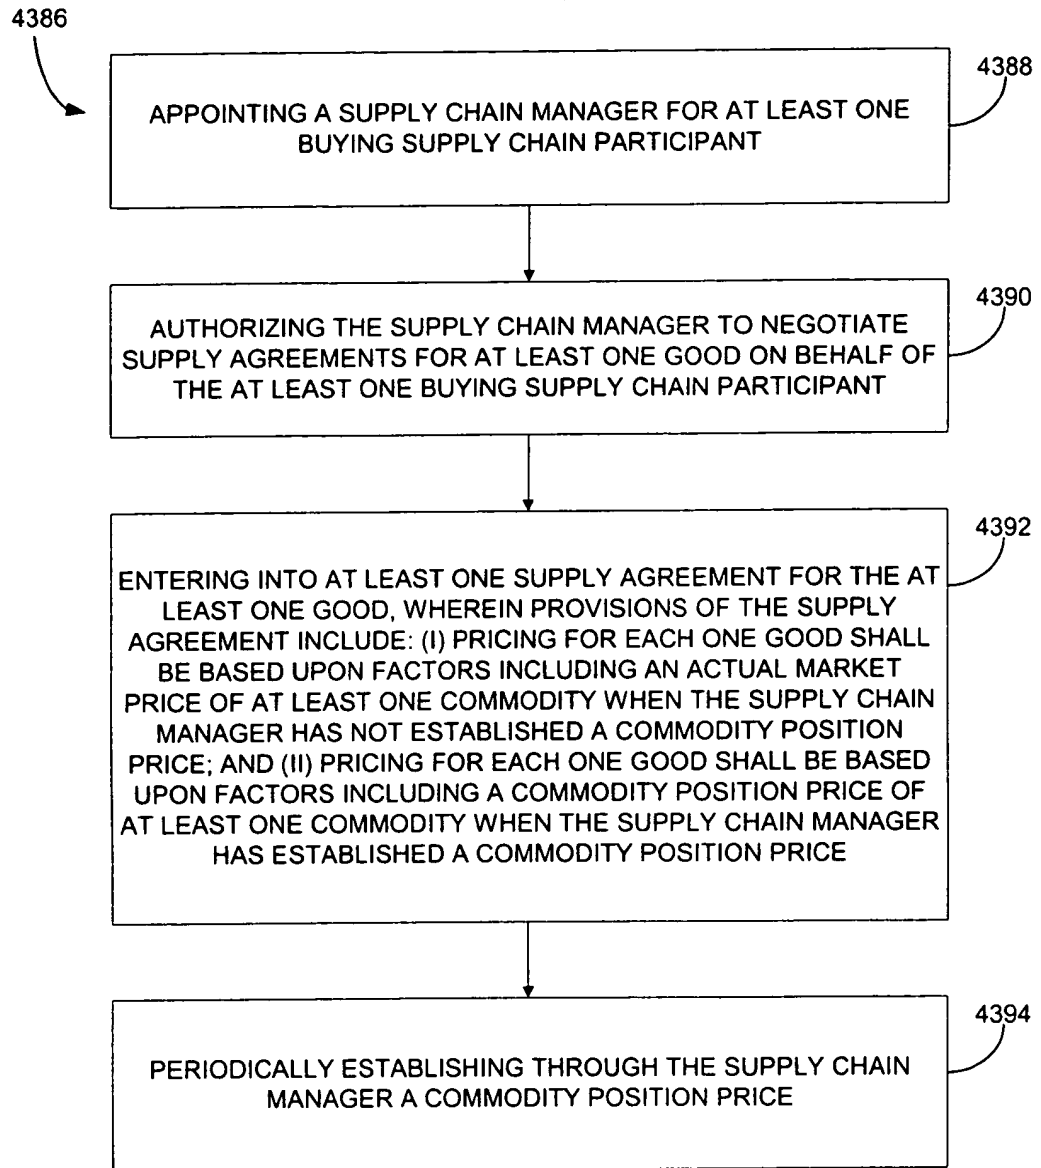 4386
4388
APPOINTING A SUPPLY CHAIN MANAGER FOR AT LEAST ONE
BUYING SUPPLY CHAIN PARTICIPANT
4390
AUTHORIZING THE SUPPLY CHAIN MANAGER TO NEGOTIATE
SUPPLY AGREEMENTS FOR AT LEAST ONE GOOD ON BEHALF OF
THE AT LEAST ONE BUYING SUPPLY CHAIN PARTICIPANT
4392
ENTERING INTO AT LEAST ONE SUPPLY AGREEMENT FOR THE AT
LEAST ONE GOOD, WHEREIN PROVISIONS OF THE SUPPLY
AGREEMENT INCLUDE: (I) PRICING FOR EACH ONE GOOD SHALL
BE BASED UPON FACTORS INCLUDING AN ACTUAL MARKET
PRICE OF AT LEAST ONE COMMODITY WHEN THE SUPPLY CHAIN
MANAGER HAS NOT ESTABLISHED A COMMODITY POSITION
PRICE; AND (II) PRICING FOR EACH ONE GOOD SHALL BE BASED
UPON FACTORS INCLUDING A COMMODITY POSITION PRICE OF
AT LEAST ONE COMMODITY WHEN THE SUPPLY CHAIN MANAGER
HAS ESTABLISHED A COMMODITY POSITION PRICE
4394
PERIODICALLY ESTABLISHING THROUGH THE SUPPLY CHAIN
MANAGER A COMMODITY POSITION PRICE